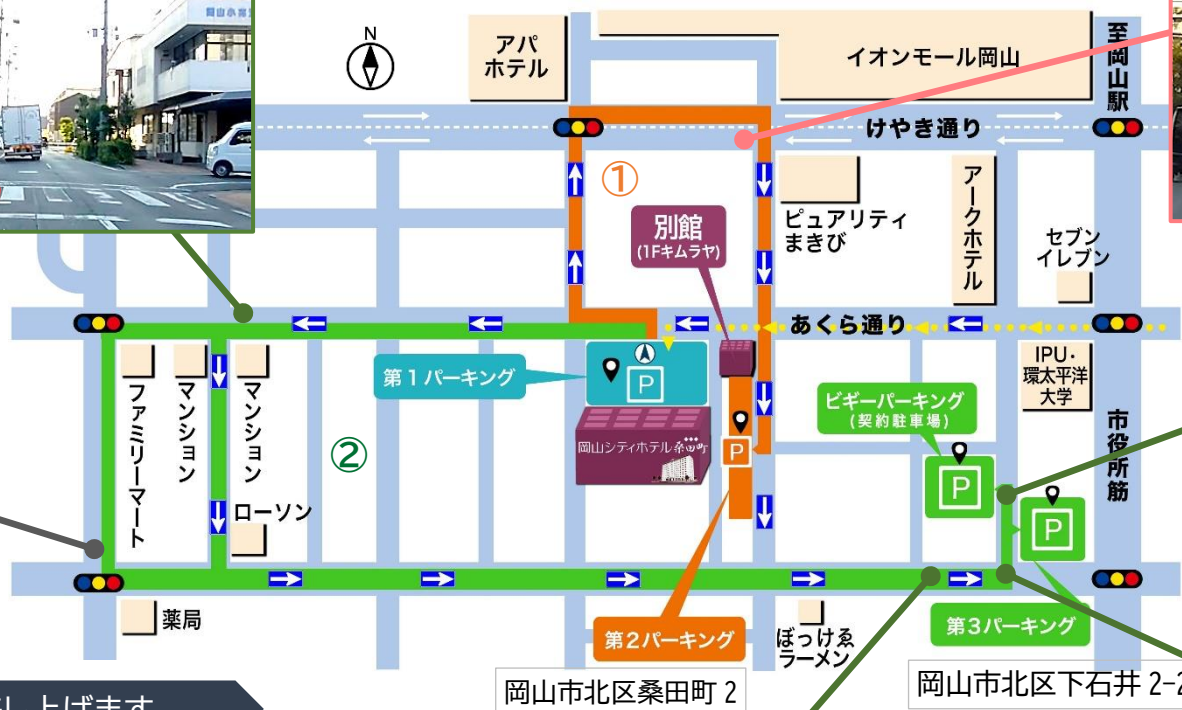 N
アパ
ホテル
イオンモール岡山
至岡山駅
けやき通り
①
別館
(1Fキムラヤ)
ピュアリティ
まきび
アークホテル
セブン
イレブン
あくら通り
第1パーキング
P
IPU・
環太平洋
大学
ファミリーマート
マンション
マンション
②
岡山シティホテル桑田町
P
ビギーパーキング
(契約駐車場)
P
P
市役所筋
ローソン
薬局
第2パーキング
ぼっけゑ
ラーメン
第3パーキング
岡山市北区桑田町 2
岡山市北区下石井 2-2
上げます